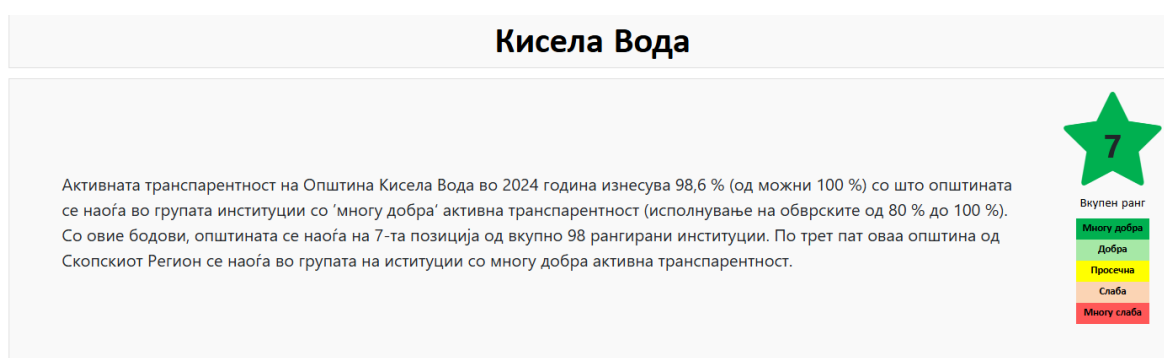 Кисела Вода
7
Активната транспарентност на Општина Кисела Вода во 2024 година изнесува 98,6 % (од можни 100 %) со што општината
се наоѓа во групата институции со ‘многу добра’ активна транспарентност (исполнување на обврските од 80 % до 100 %).
Со овие бодови, општината се наоѓа на 7-та позиција од вкупно 98 рангирани институции. По трет пат оваа општина од
Скопскиот Регион се наоѓа во групата на иституции со многу добра активна транспарентност.
Вкупен ранг
Многу добра
Добра
Просечна
Слаба
Многу слаба